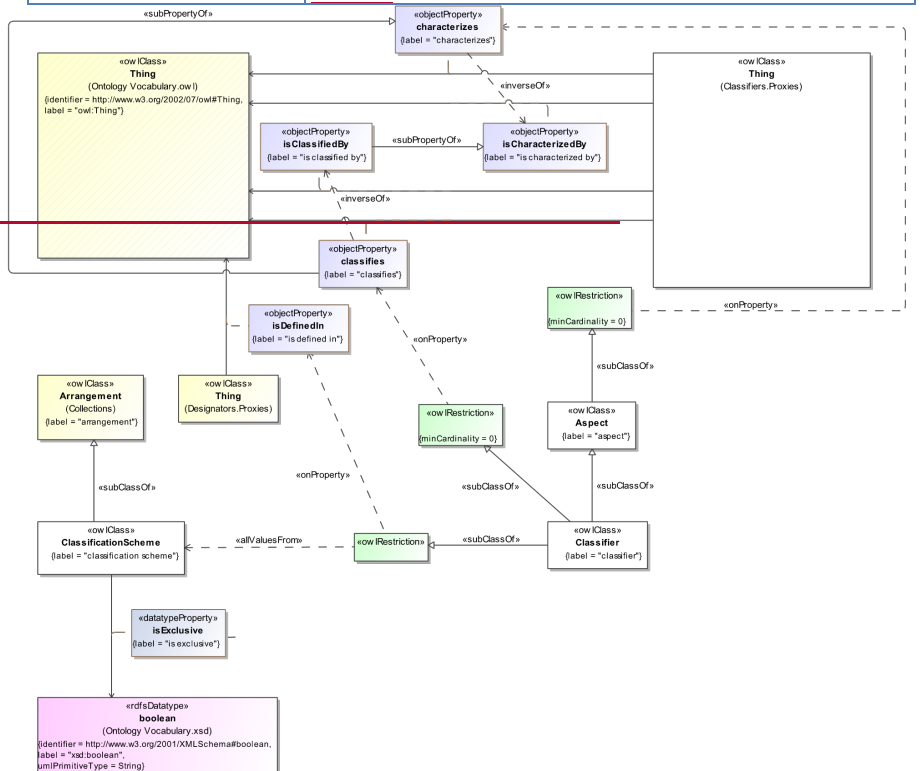 «subPropertyOf»
«objectProperty»
characterizes
{label = "characterizes"}
«owlClass»
Thing
(Ontology Vocabulary.owl)
{identifier = http://www.w3.org/2002/07/owl#Thing,
label = "owl:Thing"}
«owlClass»
Thing
(Classifiers.Proxies)
«inverseOf»
«objectProperty»
isClassifiedBy
{label = "is classified by"}
«subPropertyOf»
«objectProperty»
isCharacterizedBy
{label = "is characterized by"}
«inverseOf»
«objectProperty»
classifies
{label = "classifies"}
«owlRestriction»
{minCardinality = 0}
«onProperty»
«objectProperty»
isDefinedIn
{label = "is defined in"}
«onProperty»
«subClassOf»
«owlClass»
Arrangement
(Collections)
{label = "arrangement"}
«owlClass»
Thing
(Designators.Proxies)
«owlRestriction»
{minCardinality = 0}
«owlClass»
Aspect
{label = "aspect"}
«onProperty»
«subClassOf»
«subClassOf»
«subClassOf»
«owlClass»
ClassificationScheme
{label = "classification scheme"}
«allValuesFrom»
«owlRestriction»
«subClassOf»
«owlClass»
Classifier
{label = "classifier"}
«datatypeProperty»
isExclusive
{label = "is exclusive"}
«rdfsDatatype»
boolean
(Ontology Vocabulary.xsd)
{identifier = http://www.w3.org/2001/XMLSchema#boolean,
label = "xsd:boolean",
umlPrimitiveType = String}